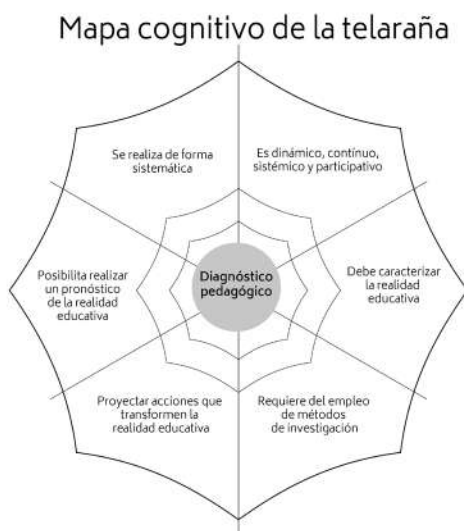 Mapa cognitivo de la telaraña
Se realiza de forma
sistemática
Es dinámico, contínuo,
sistémico y participativo
Posibilita realizar
un pronóstico
de la realidad
educativa
Diagnóstico
pedagógico
Debe caracterizar
la realidad
educativa
Proyectar acciones que
transformen la
realidad educativa
Requiere del empleo
de métodos
de investigación